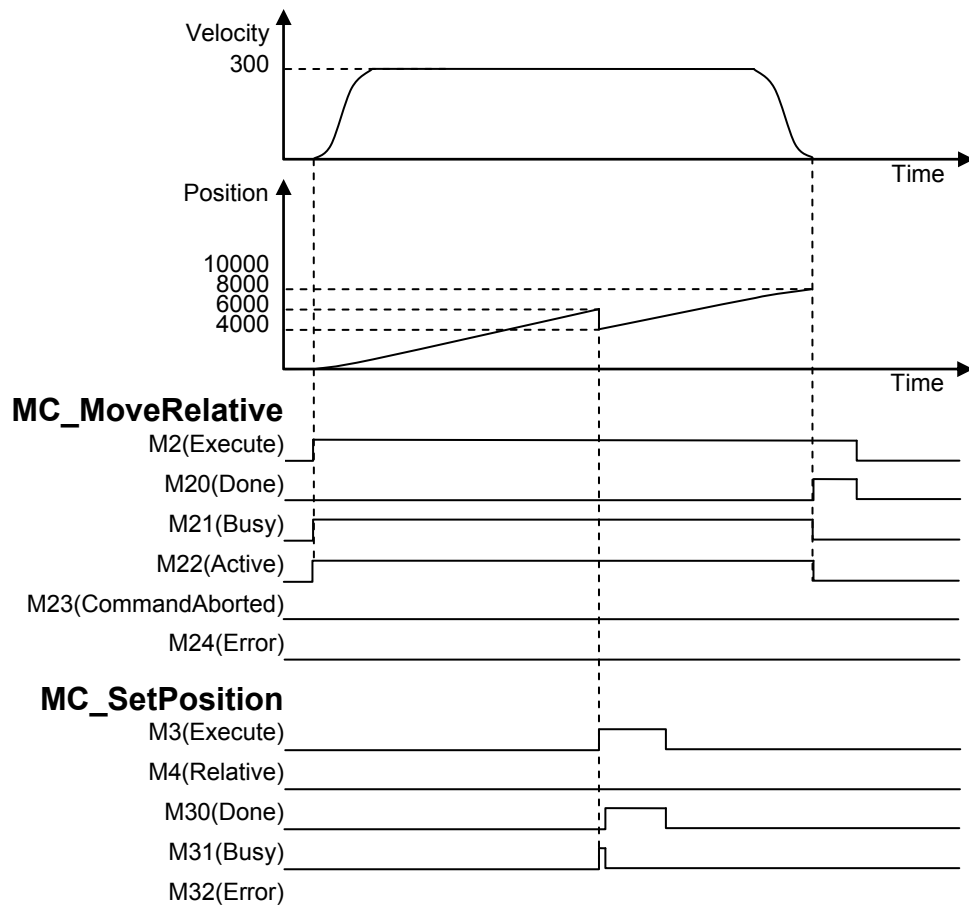 Velocity
300
Time
Position
10000
8000
6000
4000
Time
MC_MoveRelative
M2(Execute)
M20(Done)
M21(Busy)
M22(Active)
M23(CommandAborted)
M24(Error)
MC_SetPosition
M3(Execute)
M4(Relative)
M30(Done)
M31(Busy)
M32(Error)